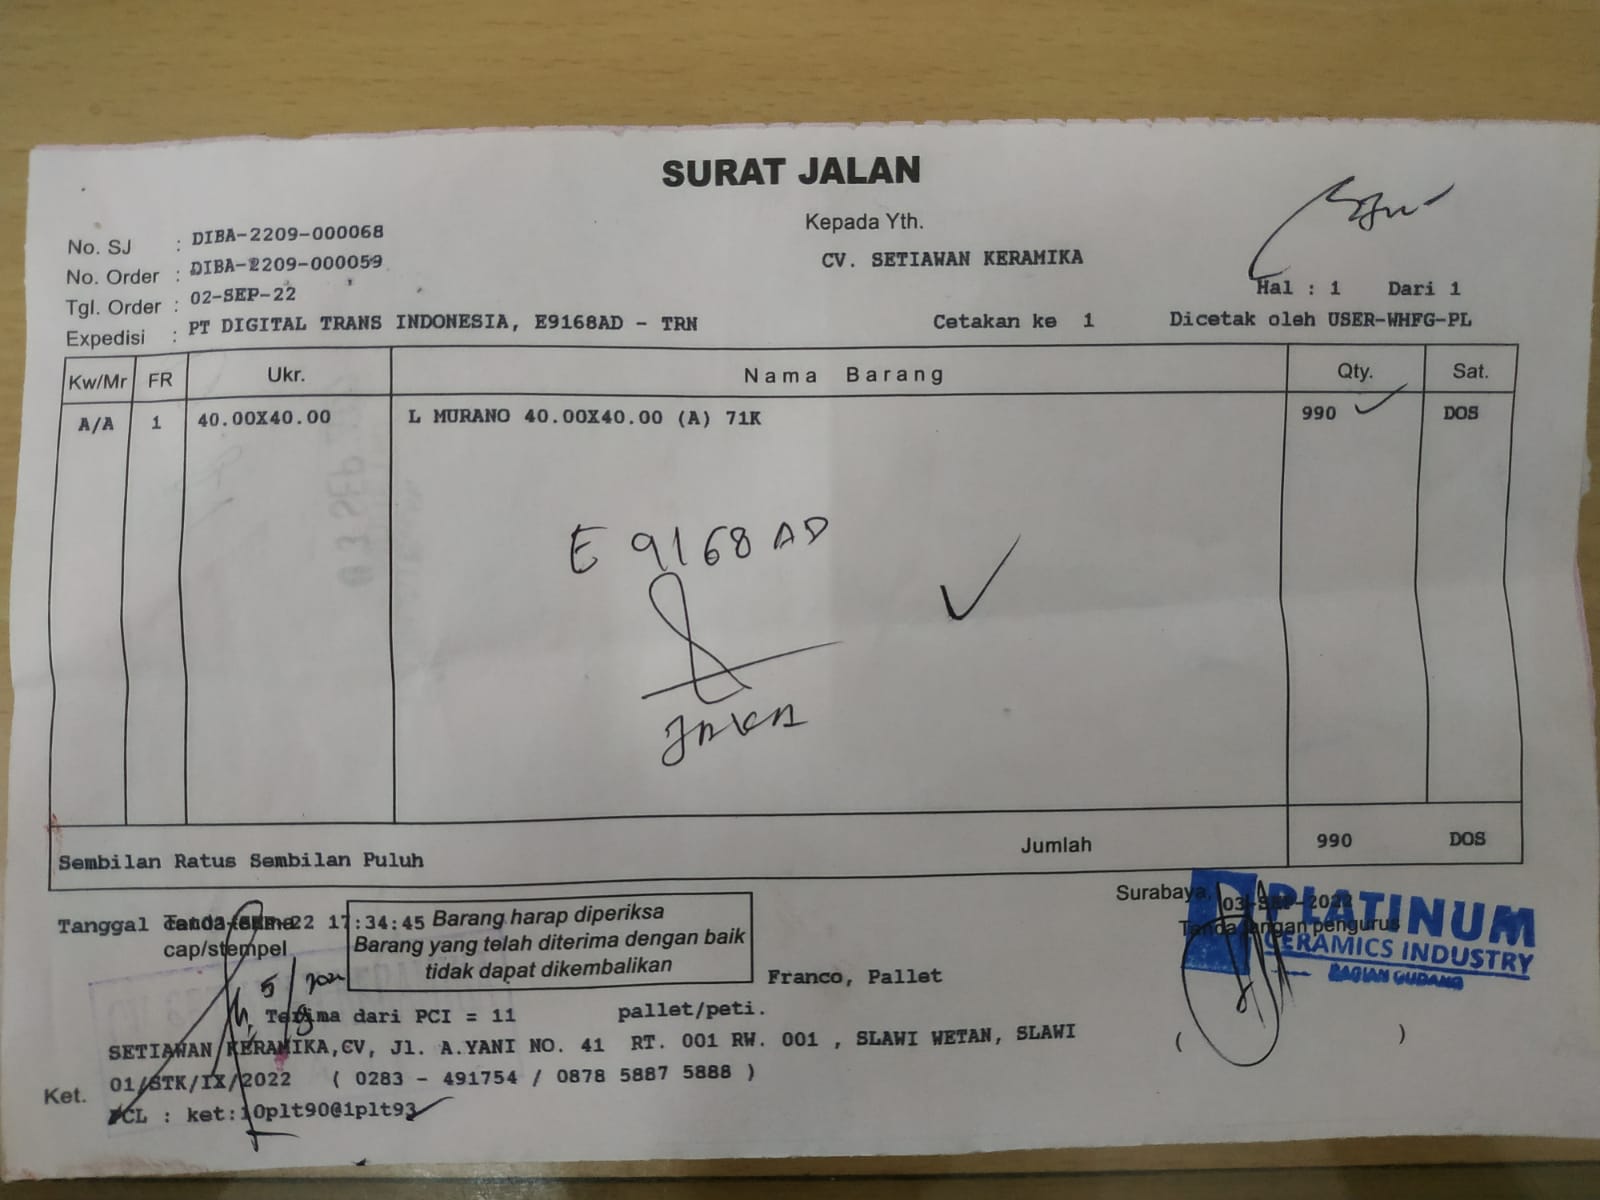 SURAT JALAN
No. SJ : DIBA-2209-000068
No. Order : DIBA-2209-000059
Tgl. Order : 02-SEP-22
Expedisi : PT DIGITAL TRANS INDONESIA, E9168AD - TRN
Kepada Yth.
CV. SETIAWAN KERAMIKA
Hal : 1 Dari 1
Cetakan ke 1 Dicetak oleh USER-WHFG-PL
Kw/Mr FR Ukr. Nama Barang Qty. Sat.
A/A 1 40.00X40.00 L MURANO 40.00X40.00 (A) 71K 990 DOS
E 9168 AD
Sembilan Ratus Sembilan Puluh Jumlah 990 DOS
Tanggal 22 17:34:45
cap/stempel
Barang harap diperiksa
Barang yang telah diterima dengan baik
tidak dapat dikembalikan
Surabaya, 03-SEP-2022
Tanda tangan pengurus
PLATINUM
CERAMICS INDUSTRY
BAGIAN GUDANG
Franco, Pallet
Terima dari PCI = 11 pallet/peti.
SETIAWAN KERAMIKA,CV, Jl. A.YANI NO. 41 RT. 001 RW. 001 , SLAWI WETAN, SLAWI
01/STK/IX/2022 ( 0283 - 491754 / 0878 5887 5888 )
Ket. PCL : ket:10plt90@1plt93
( )